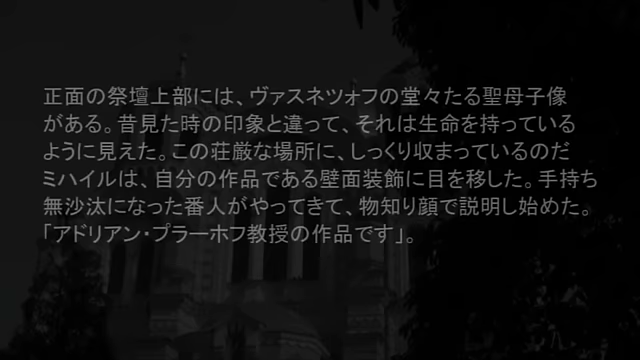 正面の祭壇上部には、ヴァスネツォフの堂々たる聖母子像
がある。昔見た時の印象と違って、それは生命を持っている
ように見えた。この荘厳な場所に、しっくり収まっているのだ
ミハイルは、自分の作品である壁面装飾に目を移した。手持ち
無沙汰になった番人がやってきて、物知り顔で説明し始めた。
「アドリアン・プラーホフ教授の作品です」。